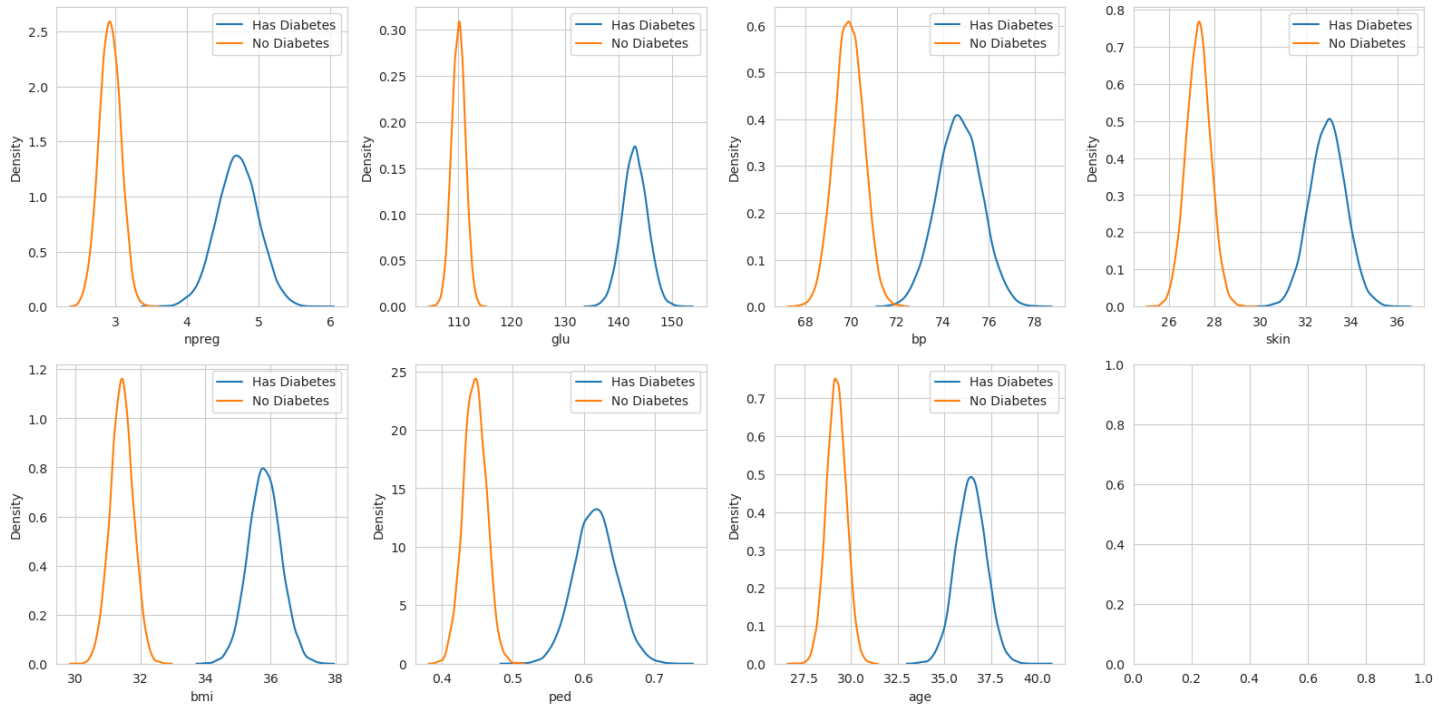 Has Diabetes
No Diabetes
2.5
2.0
1.5
1.0
0.5
0.0
Density
3 4 5 6
npreg
Has Diabetes
No Diabetes
0.30
0.25
0.20
0.15
0.10
0.05
0.00
Density
110 120 130 140 150
glu
Has Diabetes
No Diabetes
0.6
0.5
0.4
0.3
0.2
0.1
0.0
Density
68 70 72 74 76 78
bp
Has Diabetes
No Diabetes
0.8
0.7
0.6
0.5
0.4
0.3
0.2
0.1
0.0
Density
26 28 30 32 34 36
skin
Has Diabetes
No Diabetes
1.2
1.0
0.8
0.6
0.4
0.2
0.0
Density
30 32 34 36 38
bmi
Has Diabetes
No Diabetes
25
20
15
10
5
0
Density
0.4 0.5 0.6 0.7
ped
Has Diabetes
No Diabetes
0.7
0.6
0.5
0.4
0.3
0.2
0.1
0.0
Density
27.5 30.0 32.5 35.0 37.5 40.0
age
1.0
0.8
0.6
0.4
0.2
0.0
0.0 0.2 0.4 0.6 0.8 1.0